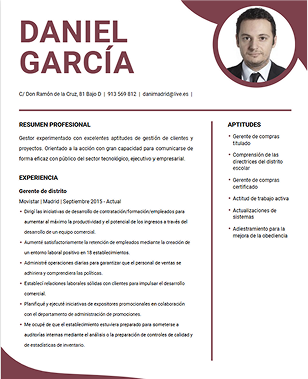 DANIEL
GARCÍA
C/ Don Ramón de la Cruz, 81 Bajo D | 913 569 812 | danimadrid@live.es |
RESUMEN PROFESIONAL
Gestor experimentado con excelentes aptitudes de gestión de clientes y
proyectos. Orientado a la acción con gran capacidad para comunicarse de
forma eficaz con público del sector tecnológico, ejecutivo y empresarial.
EXPERIENCIA
Gerente de distrito
Movistar | Madrid | Septiembre 2015 - Actual
• Dirigí las iniciativas de desarrollo de contratación/formación/empleados para
aumentar al máximo la productividad y el potencial de los ingresos a través del
desarrollo de un equipo comercial.
• Aumenté satisfactoriamente la retención de empleados mediante la creación de
un entorno laboral positivo en 18 establecimientos.
• Administré operaciones diarias para garantizar que el personal de ventas se
adhiriera y comprendiera las políticas.
• Establecí relaciones laborales sólidas con clientes para impulsar el desarrollo
comercial.
• Planifiqué y ejecuté iniciativas de expositores promocionales en colaboración
con el departamento de administración de promociones.
• Me ocupé de que el establecimiento estuviera preparado para someterse a
auditorías internas mediante el análisis o la preparación de controles de calidad y
de estadísticas de inventario.
APTITUDES
• Gerente de compras
titulado
• Comprensión de las
directrices del distrito
escolar
• Gerente de compras
certificado
• Actitud de trabajo activa
• Actualizaciones de
sistemas
• Adiestramiento para la
mejora de la obediencia